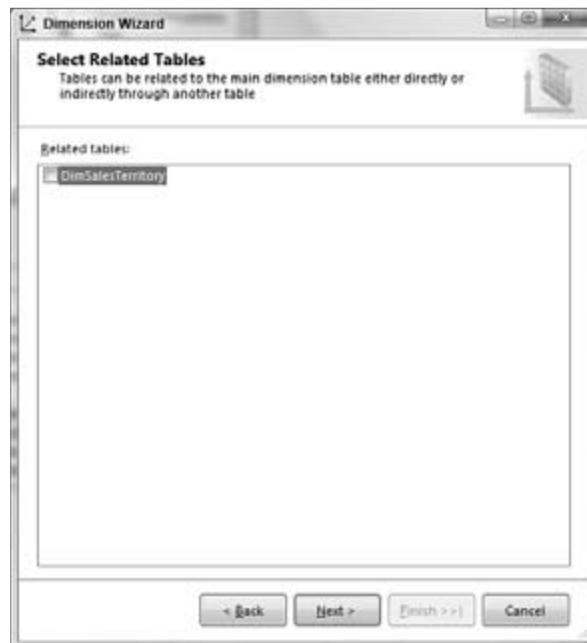 Dimension Wizard
Select Related Tables
Tables can be related to the main dimension table either directly or
indirectly through another table
Related tables:
DimSalesTerritory
< Back
Next >
Finish >>|
Cancel